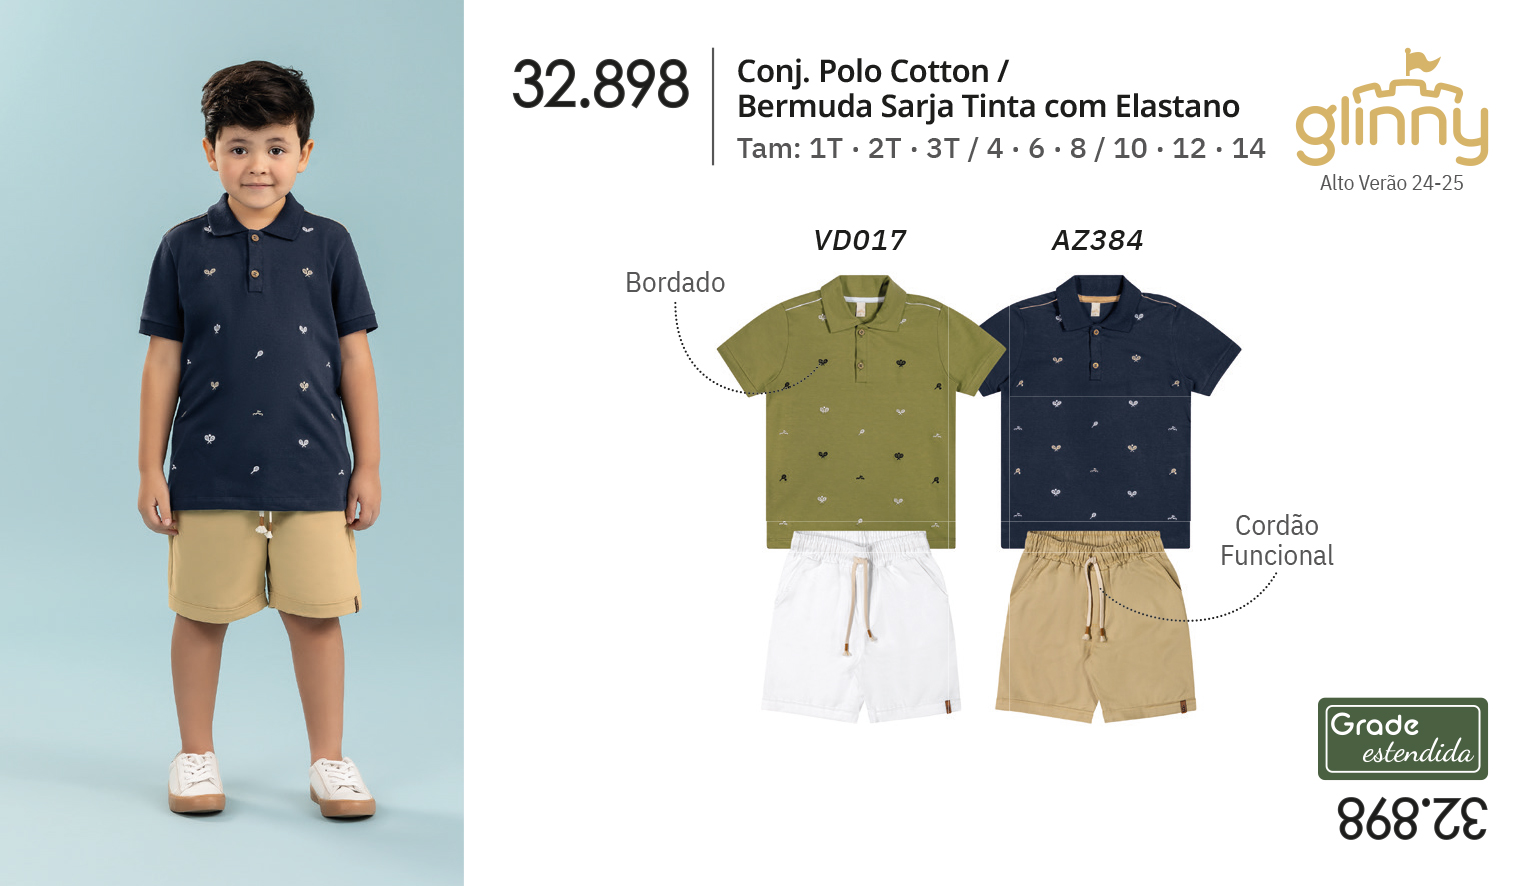 32.898
Conj. Polo Cotton /
Bermuda Sarja Tinta com Elastano
Tam: 1T · 2T · 3T / 4 · 6 · 8 / 10 · 12 · 14
glinny
Alto Verão 24-25
VD017
AZ384
Bordado
Cordão
Funcional
Grade
estendida
32.898